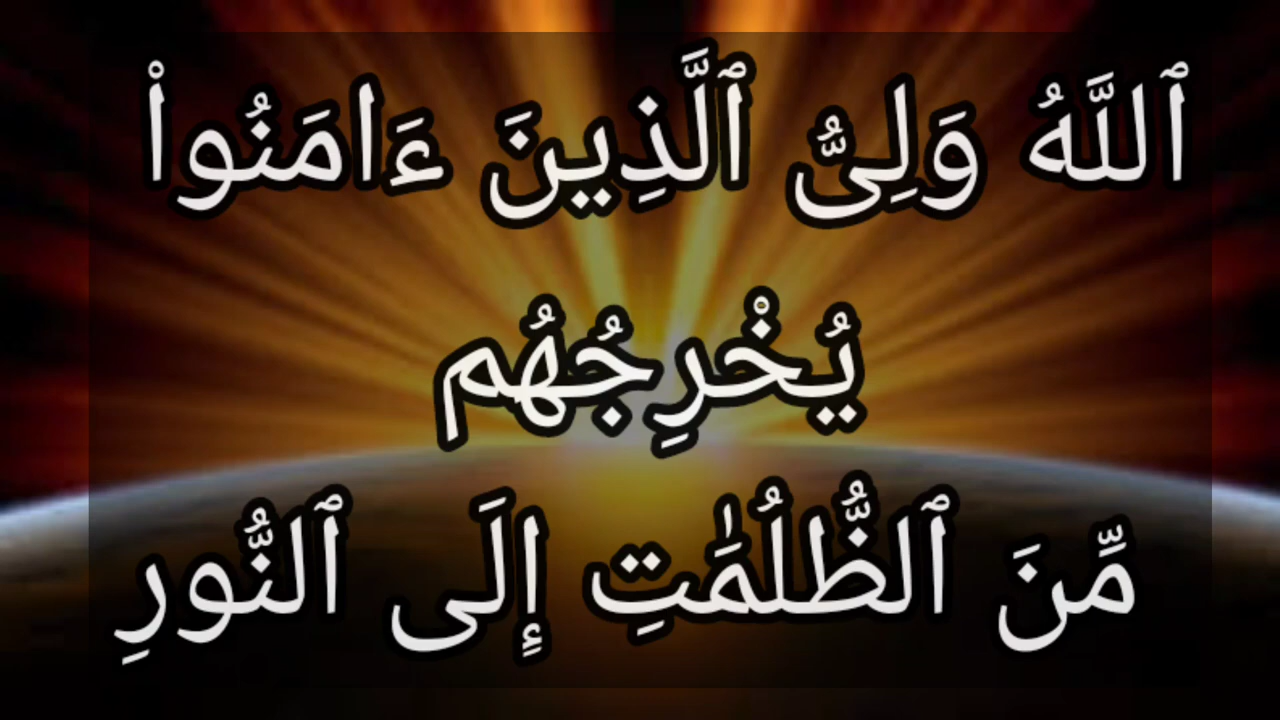 ٱللَّهُ وَلِىُّ ٱلَّذِينَ ءَامَنُوا۟
يُخْرِجُهُم
مِّنَ ٱلظُّلُمَٰتِ إِلَى ٱلنُّورِ